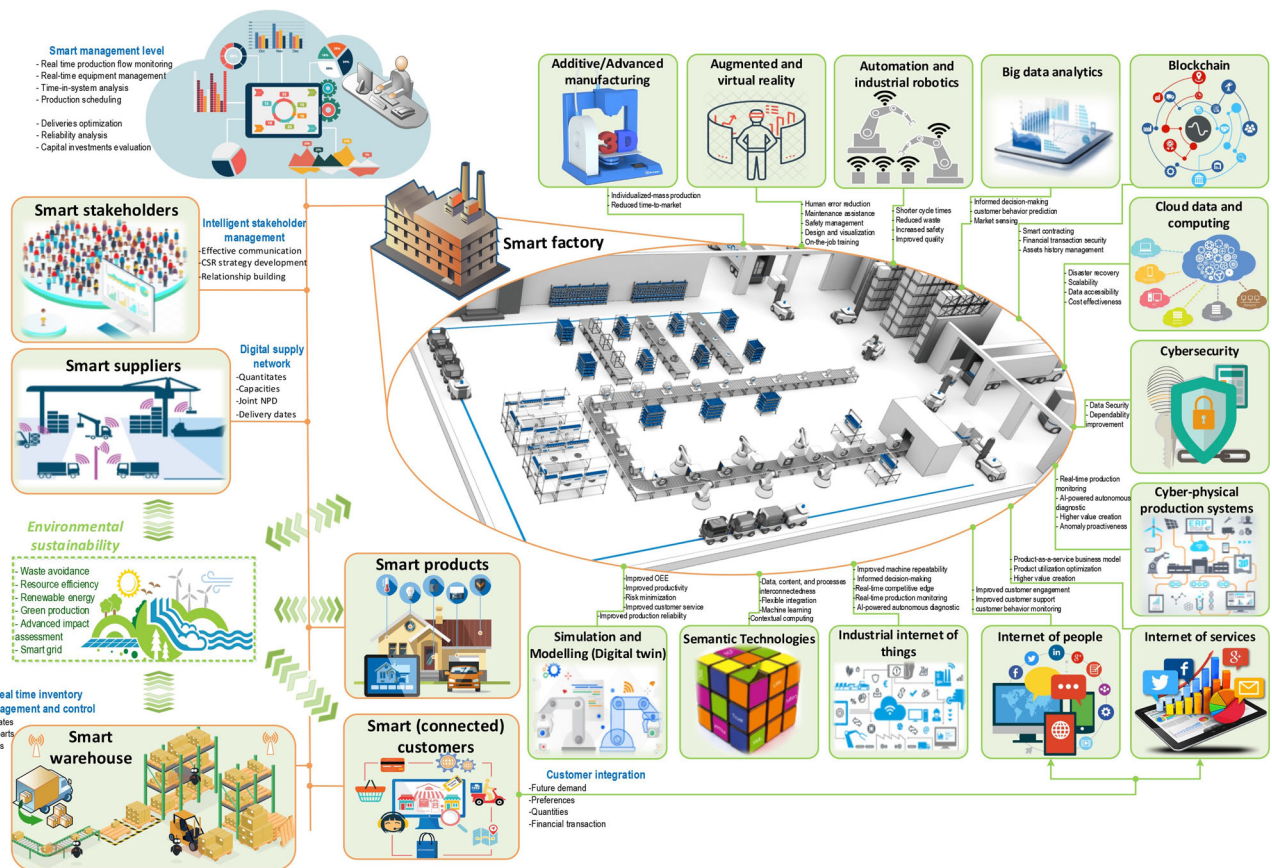 Smart management level
- Real time production flow monitoring
- Real-time equipment management
- Time-in-system analysis
- Production scheduling
- Deliveries optimization
- Reliability analysis
- Capital investments evaluation
Smart stakeholders
Intelligent stakeholder
management
-Effective communication
-CSR strategy development
-Relationship building
Smart suppliers
Digital supply
network
-Quantitates
-Capacities
-Joint NPD
-Delivery dates
Environmental
sustainability
- Waste avoidance
- Resource efficiency
- Renewable energy
- Green production
- Advanced impact
assessment
- Smart grid
eal time inventory
agement and control
ates
arts
s
Smart
warehouse
Smart factory
Additive/Advanced
manufacturing
3D
- Individualized-mass production
- Reduced time-to-market
Augmented and
virtual reality
- Human error reduction
- Maintenance assistance
- Safety management
- Design and visualization
- On-the-job training
Automation and
industrial robotics
- Shorter cycle times
- Reduced waste
- Increased safety
- Improved quality
Big data analytics
- Informed decision-making
- customer behavior prediction
- Market sensing
Blockchain
- Smart contracting
- Financial transaction security
- Assets history management
Cloud data and
computing
- Disaster recovery
- Scalability
- Data accessibility
- Cost effectiveness
Cybersecurity
- Data Security
- Dependability
improvement
Cyber-physical
production systems
ERP
- Real-time production
monitoring
- AI-powered autonomous
diagnostic
- Higher value creation
- Anomaly proactiveness
- Product-as-a-service business model
- Product utilization optimization
- Higher value creation
Internet of services
- Improved customer engagement
- Improved customer support
customer behavior monitoring
Internet of people
-Improved machine repeatability
-Informed decision-making
-Real-time competitive edge
-Real-time production monitoring
- AI-powered autonomous diagnostic
Industrial internet of
things
-Data, content, and processes
interconnectedness
-Flexible integration
-Machine learning
-Contextual computing
Semantic Technologies
-Improved OEE
-Improved productivity
-Risk minimization
-Improved customer service
-Improved production reliability
Simulation and
Modelling (Digital twin)
Smart products
Smart (connected)
customers
Customer integration
-Future demand
-Preferences
-Quantities
-Financial transaction